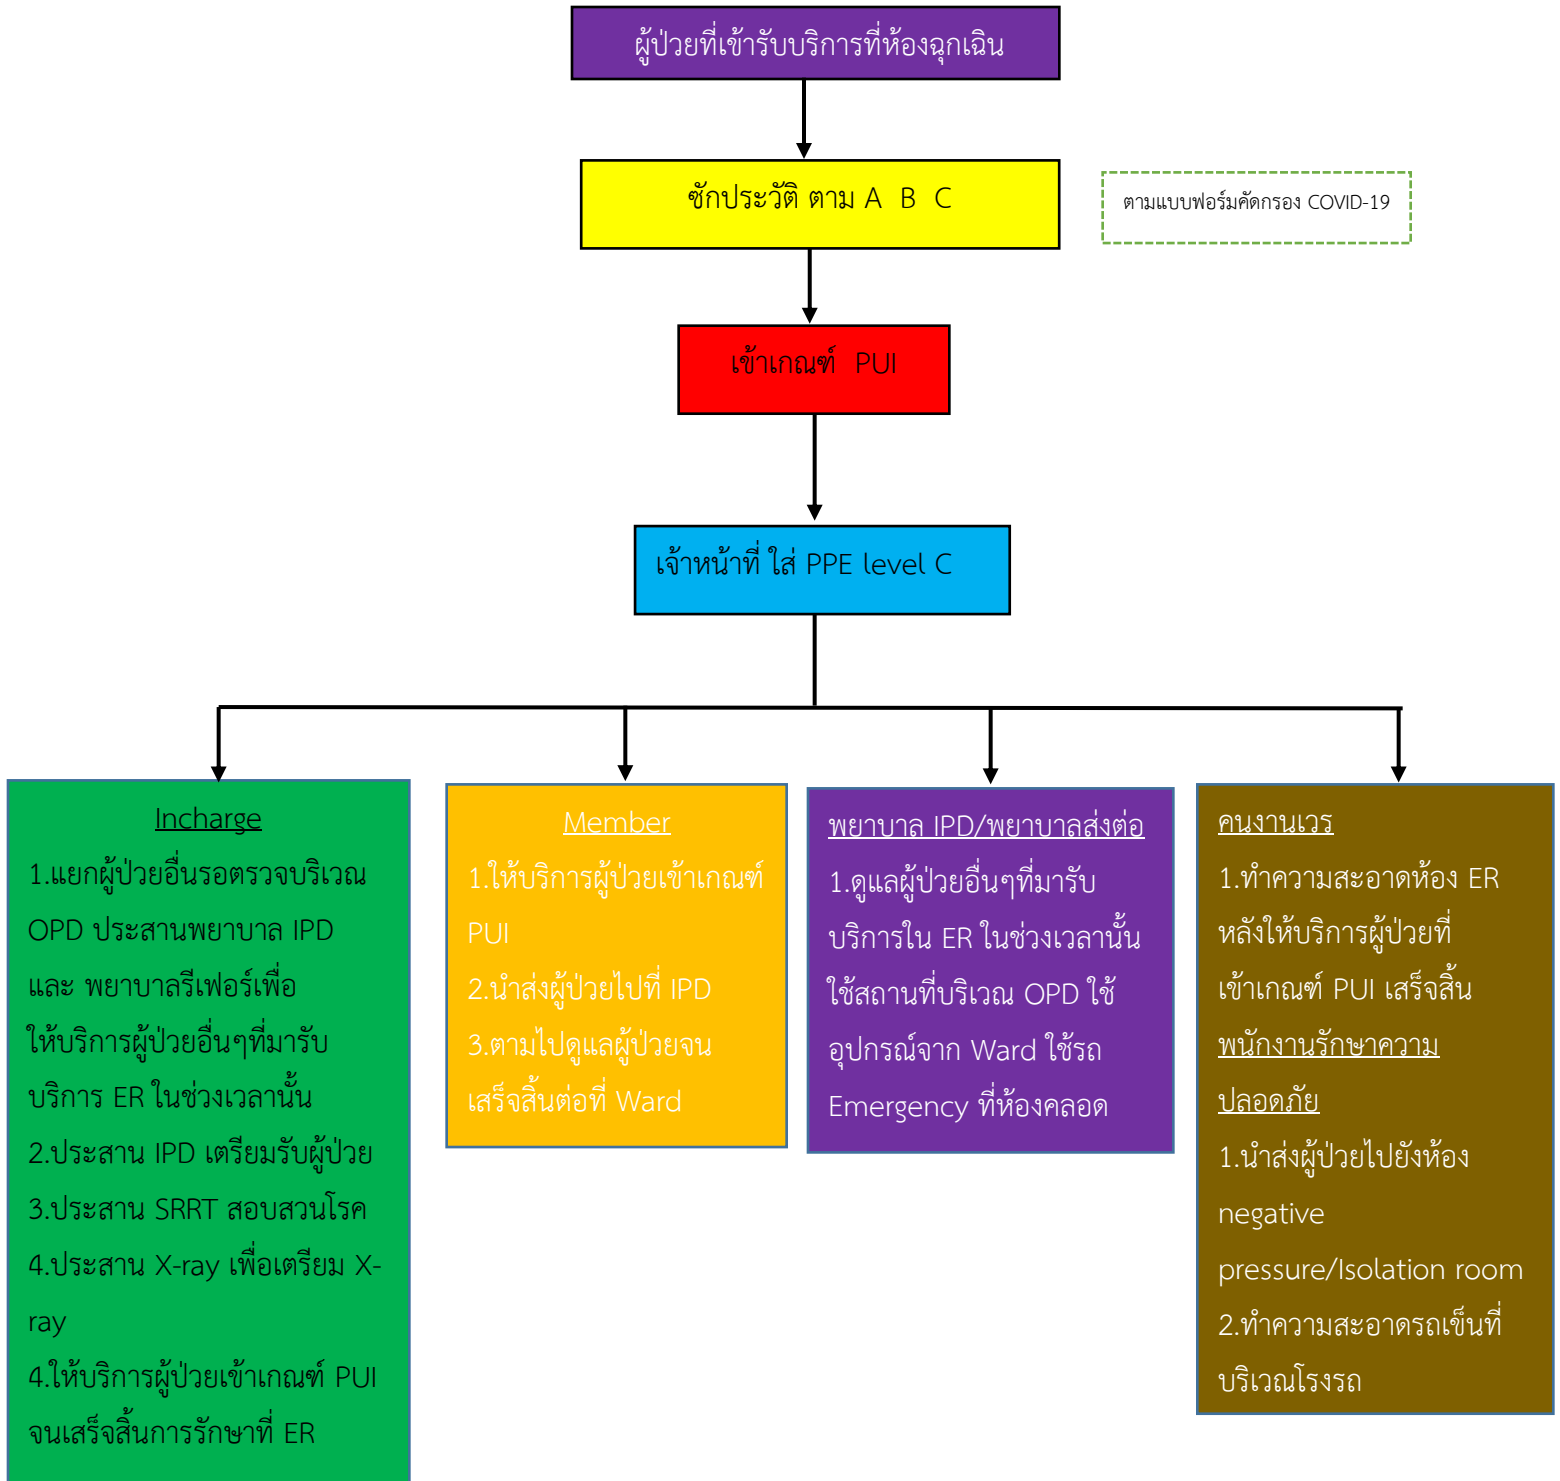 ผู้ป่วยที่เข้ารับบริการที่ห้องฉุกเฉิน
ซักประวัติ ตาม A B C
ตามแบบฟอร์มคัดกรอง COVID-19
เข้าเกณฑ์ PUI
เจ้าหน้าที่ ใส่ PPE level C
Incharge
1.แยกผู้ป่วยอื่นรอตรวจบริเวณ
OPD ประสานพยาบาล IPD
และ พยาบาลรีเฟอร์เพื่อ
ให้บริการผู้ป่วยอื่นๆที่มารับ
บริการ ER ในช่วงเวลานั้น
2.ประสาน IPD เตรียมรับผู้ป่วย
3.ประสาน SRRT สอบสวนโรค
4.ประสาน X-ray เพื่อเตรียม X-
ray
4.ให้บริการผู้ป่วยเข้าเกณฑ์ PUI
จนเสร็จสิ้นการรักษาที่ ER
Member
1.ให้บริการผู้ป่วยเข้าเกณฑ์
PUI
2.นำส่งผู้ป่วยไปที่ IPD
3.ตามไปดูแลผู้ป่วยจน
เสร็จสิ้นต่อที่ Ward
พยาบาล IPD/พยาบาลส่งต่อ
1.ดูแลผู้ป่วยอื่นๆที่มารับ
บริการใน ER ในช่วงเวลานั้น
ใช้สถานที่บริเวณ OPD ใช้
อุปกรณ์จาก Ward ใช้รถ
Emergency ที่ห้องคลอด
คนงานเวร
1.ทำความสะอาดห้อง ER
หลังให้บริการผู้ป่วยที่
เข้าเกณฑ์ PUI เสร็จสิ้น
พนักงานรักษาความ
ปลอดภัย
1.นำส่งผู้ป่วยไปยังห้อง
negative
pressure/Isolation room
2.ทำความสะอาดรถเข็นที่
บริเวณโรงรถ